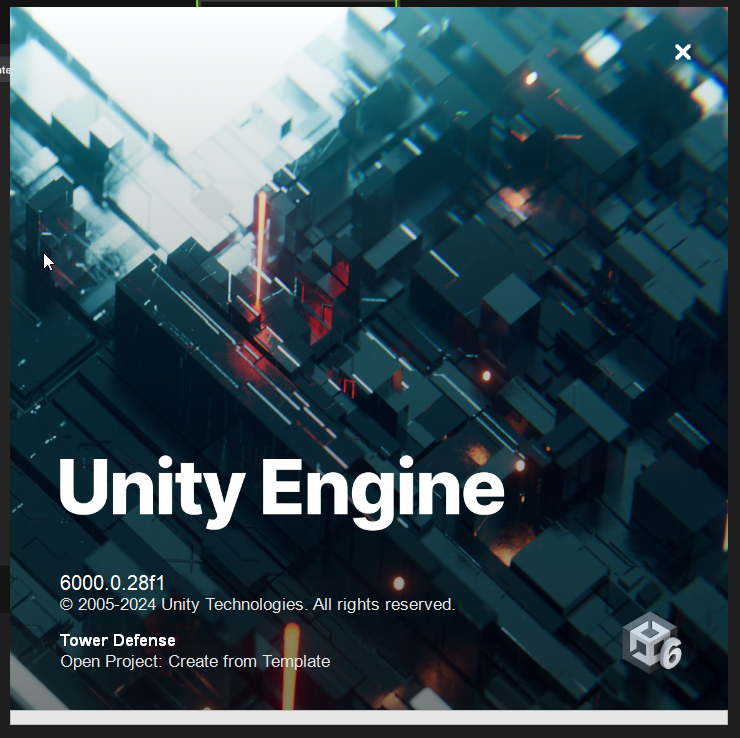 Unity Engine
6000.0.28f1
© 2005-2024 Unity Technologies. All rights reserved.
Tower Defense
Open Project: Create from Template
6